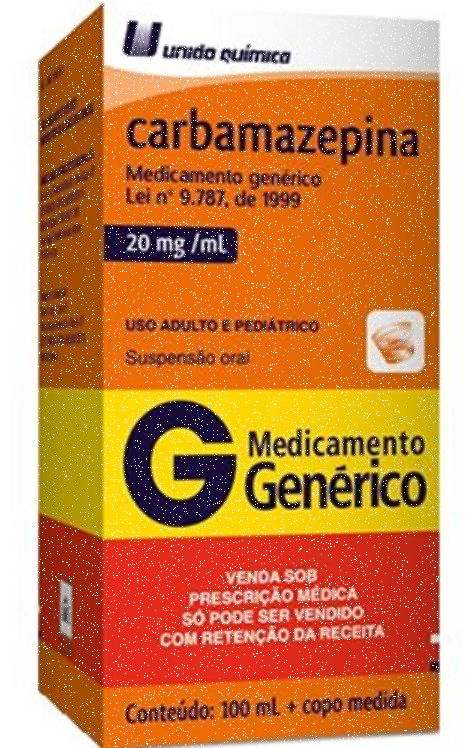 união química
carbamazepina
Medicamento genérico
Lei n° 9.787, de 1999
20 mg /ml
USO ADULTO E PEDIÁTRICO
Suspensão oral
G Medicamento
Genérico
VENDA SOB
PRESCRIÇÃO MÉDICA
SÓ PODE SER VENDIDO
COM RETENÇÃO DA RECEITA
Conteúdo: 100 ml + copo medida